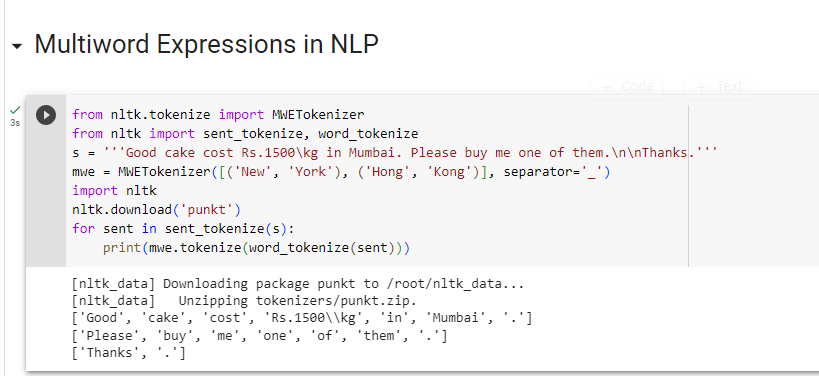 Multiword Expressions in NLP
+ Code + Text
3s
from nltk.tokenize import MWETokenizer
from nltk import sent_tokenize, word_tokenize
s = '''Good cake cost Rs.1500\kg in Mumbai. Please buy me one of them.\n\nThanks.'''
mwe = MWETokenizer([('New', 'York'), ('Hong', 'Kong')], separator='_')
import nltk
nltk.download('punkt')
for sent in sent_tokenize(s):
    print(mwe.tokenize(word_tokenize(sent)))
[nltk_data] Downloading package punkt to /root/nltk_data...
[nltk_data]   Unzipping tokenizers/punkt.zip.
['Good', 'cake', 'cost', 'Rs.1500\\kg', 'in', 'Mumbai', '.']
['Please', 'buy', 'me', 'one', 'of', 'them', '.']
['Thanks', '.']